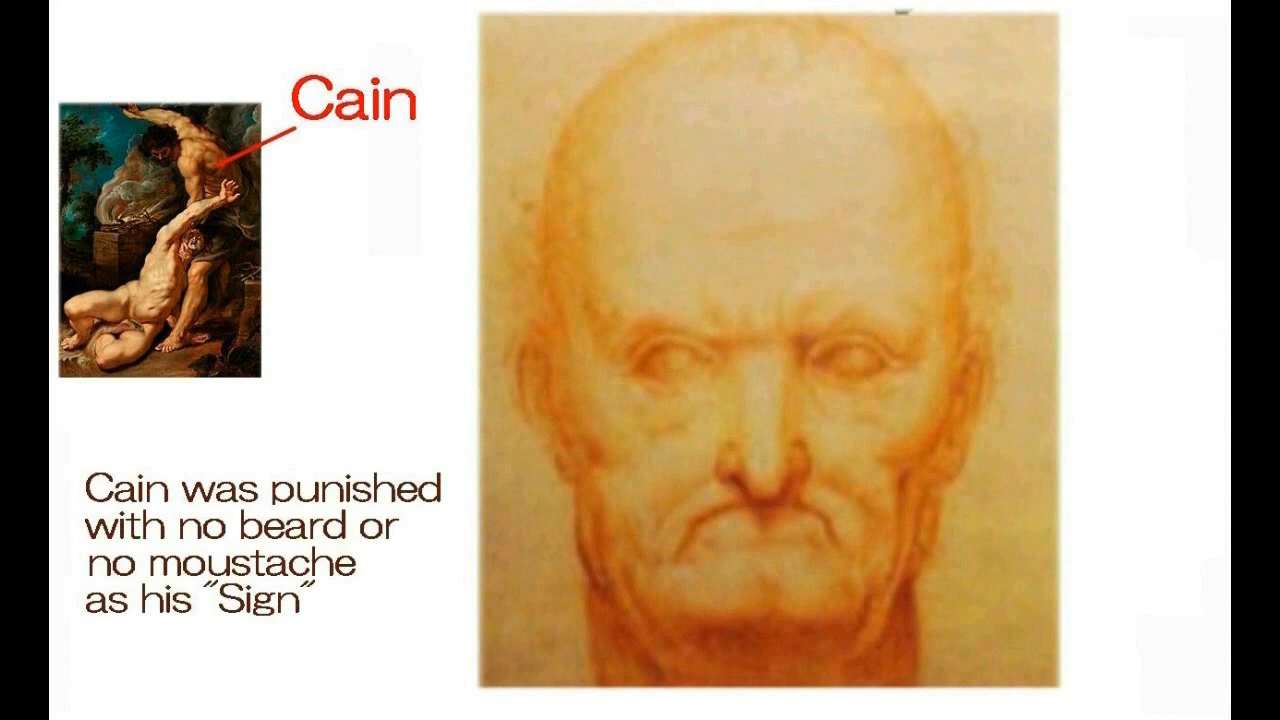 Cain
Cain was punished
with no beard or
no moustache
as his "Sign"